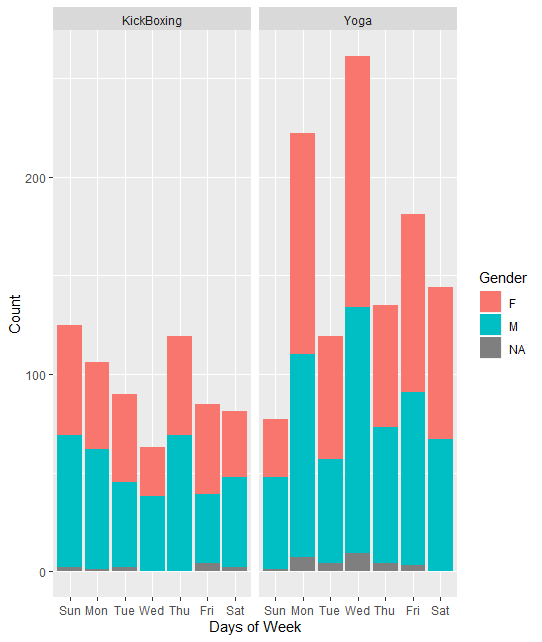 KickBoxing Yoga
200
100
0
Count
Sun Mon Tue Wed Thu Fri Sat Sun Mon Tue Wed Thu Fri Sat
Days of Week
Gender
F
M
NA